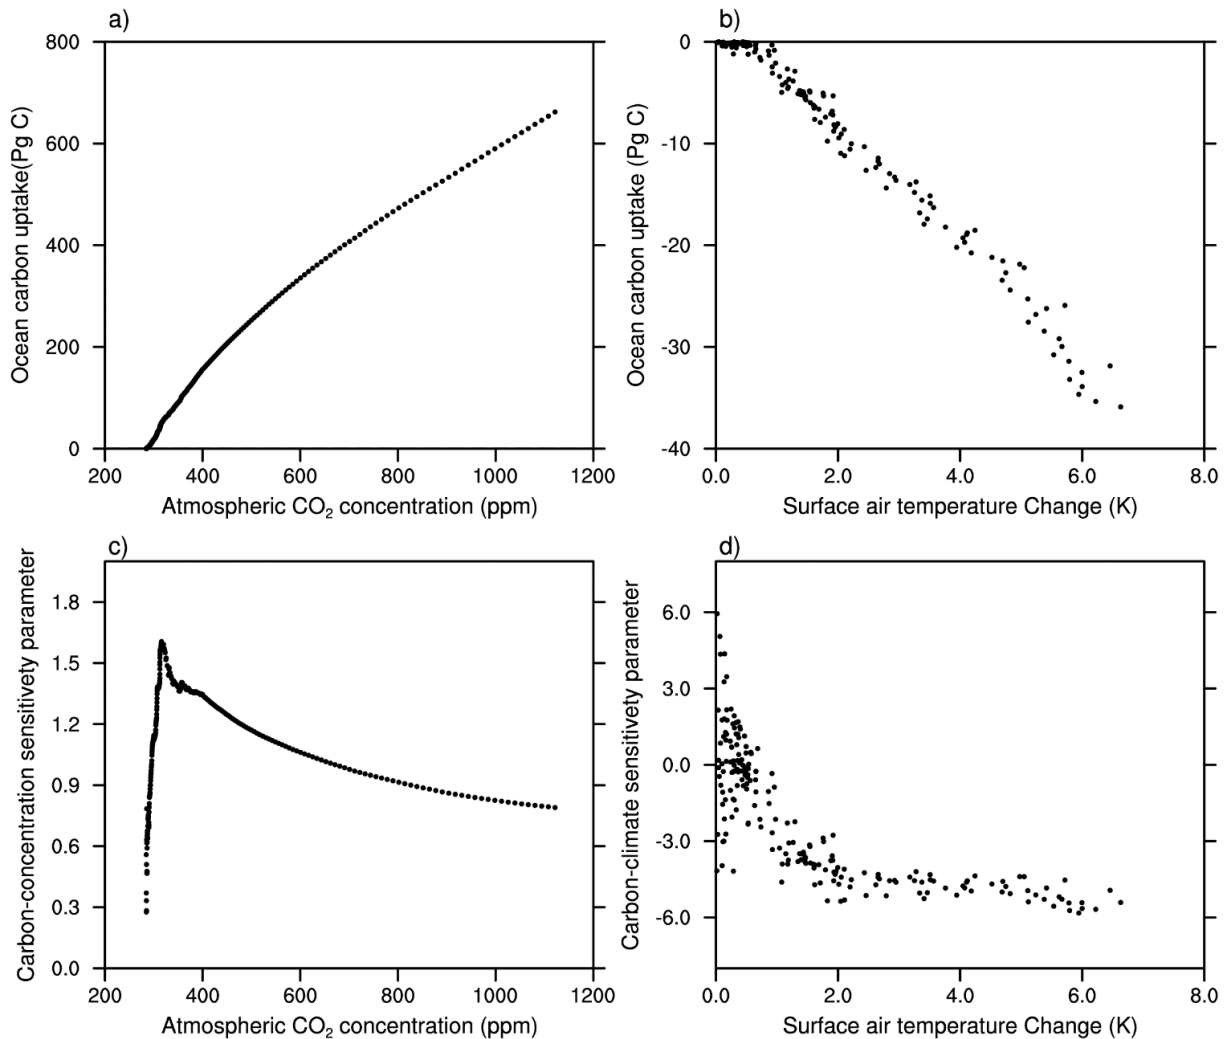 a)
800
600
400
200
0
Ocean carbon uptake(Pg C)
200 400 600 800 1000 1200
Atmospheric CO₂ concentration (ppm)
b)
0
-10
-20
-30
-40
Ocean carbon uptake (Pg C)
0.0 2.0 4.0 6.0 8.0
Surface air temperature Change (K)
c)
1.8
1.5
1.2
0.9
0.6
0.3
0.0
Carbon-concentration sensitivety parameter
200 400 600 800 1000 1200
Atmospheric CO₂ concentration (ppm)
d)
6.0
3.0
0.0
-3.0
-6.0
Carbon-climate sensitivety parameter
0.0 2.0 4.0 6.0 8.0
Surface air temperature Change (K)